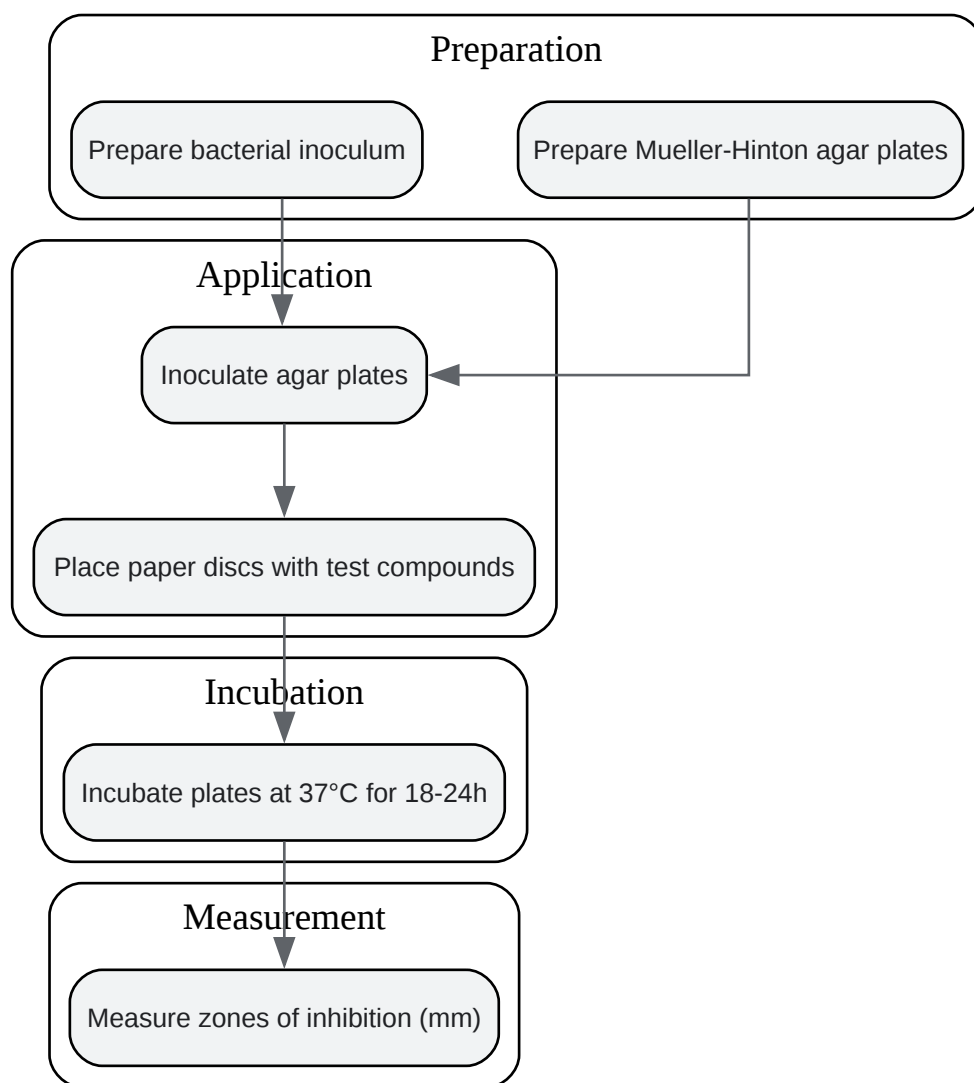 Preparation
Prepare bacterial inoculum
Prepare Mueller-Hinton agar plates
Application
Inoculate agar plates
Place paper discs with test compounds
Incubation
Incubate plates at 37°C for 18-24h
Measurement
Measure zones of inhibition (mm)